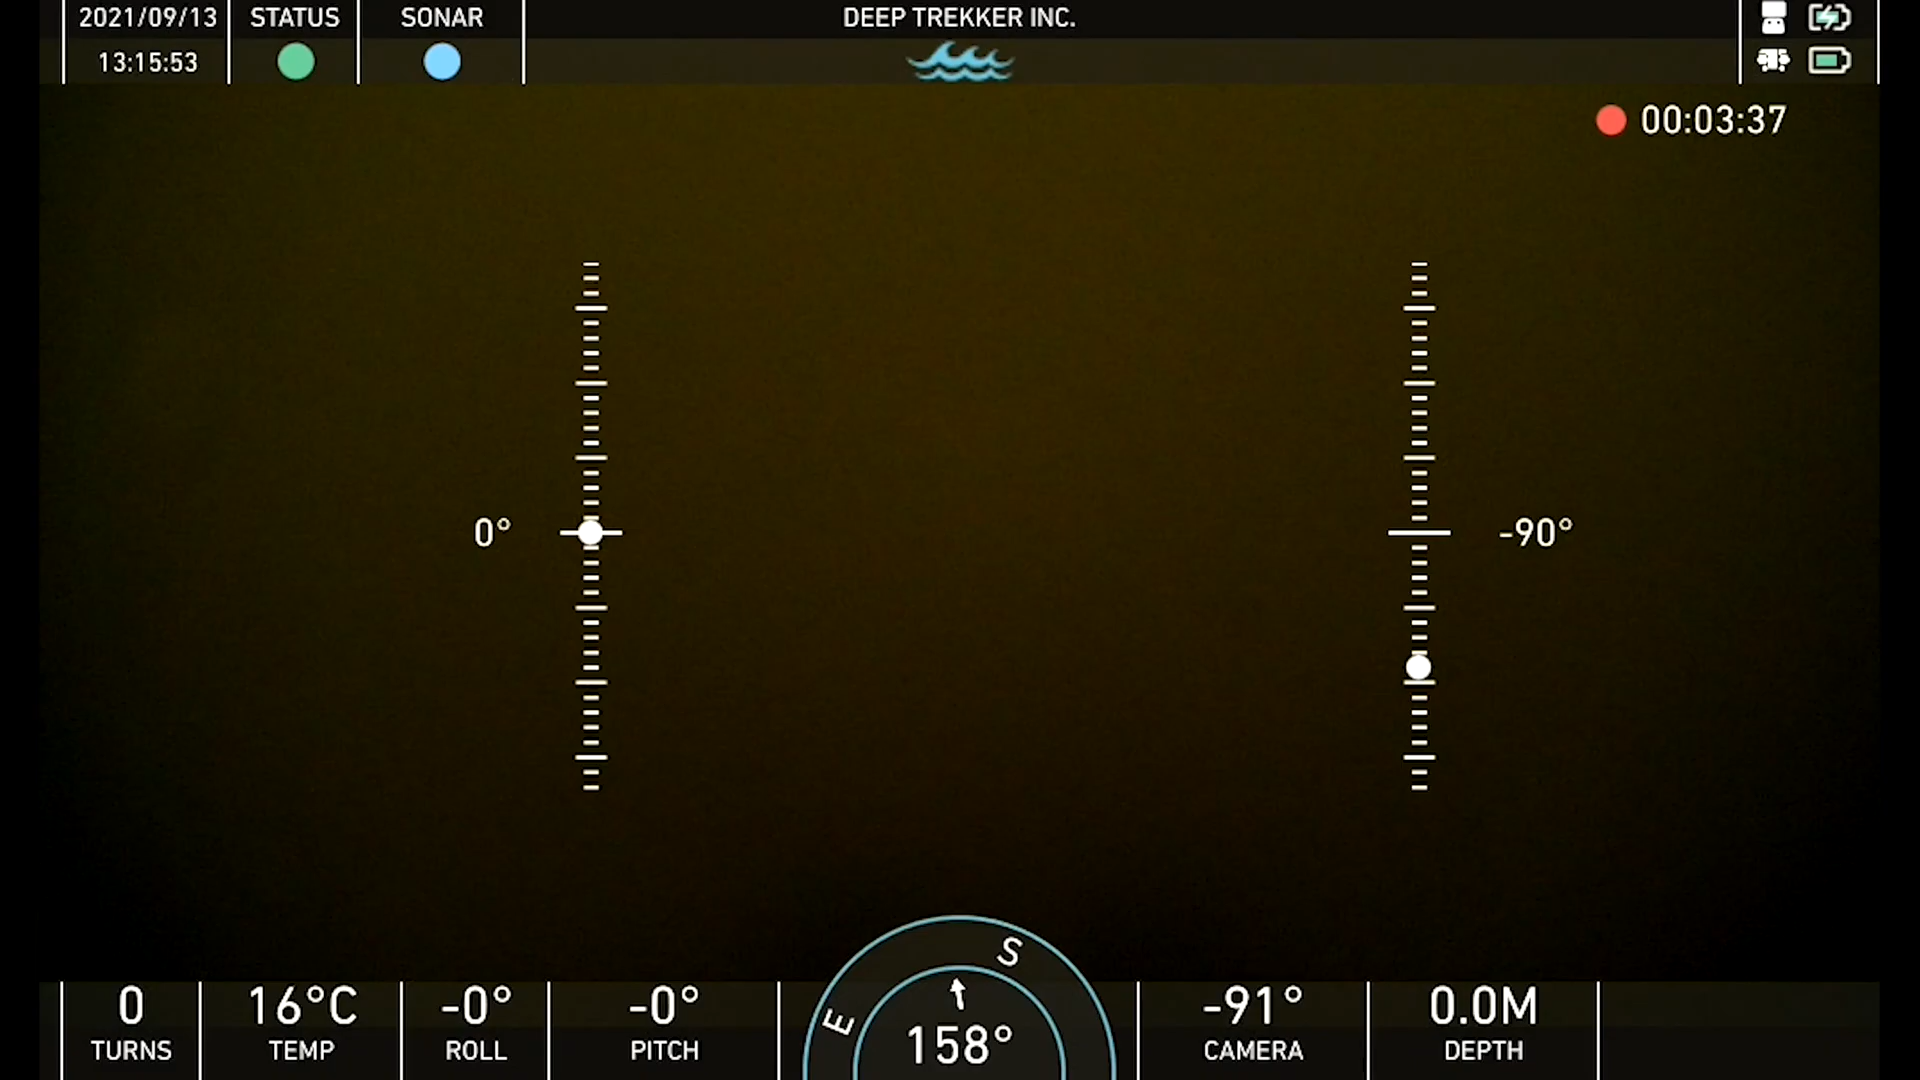 2021/09/13 STATUS SONAR DEEP TREKKER INC.
13:15:53
00:03:37
0° -90°
S
E
158°
0 16°C -0° -0° -91° 0.0M
TURNS TEMP ROLL PITCH CAMERA DEPTH